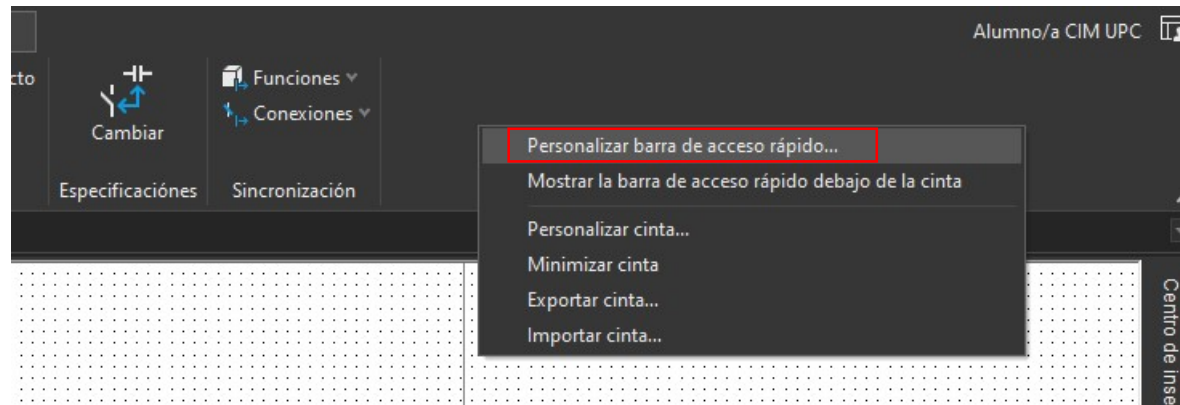 Alumno/a CIM UPC
cto
Cambiar
Funciones
Conexiones
Especificaciónes
Sincronización
Personalizar barra de acceso rápido...
Mostrar la barra de acceso rápido debajo de la cinta
Personalizar cinta...
Minimizar cinta
Exportar cinta...
Importar cinta...
Centro de inse